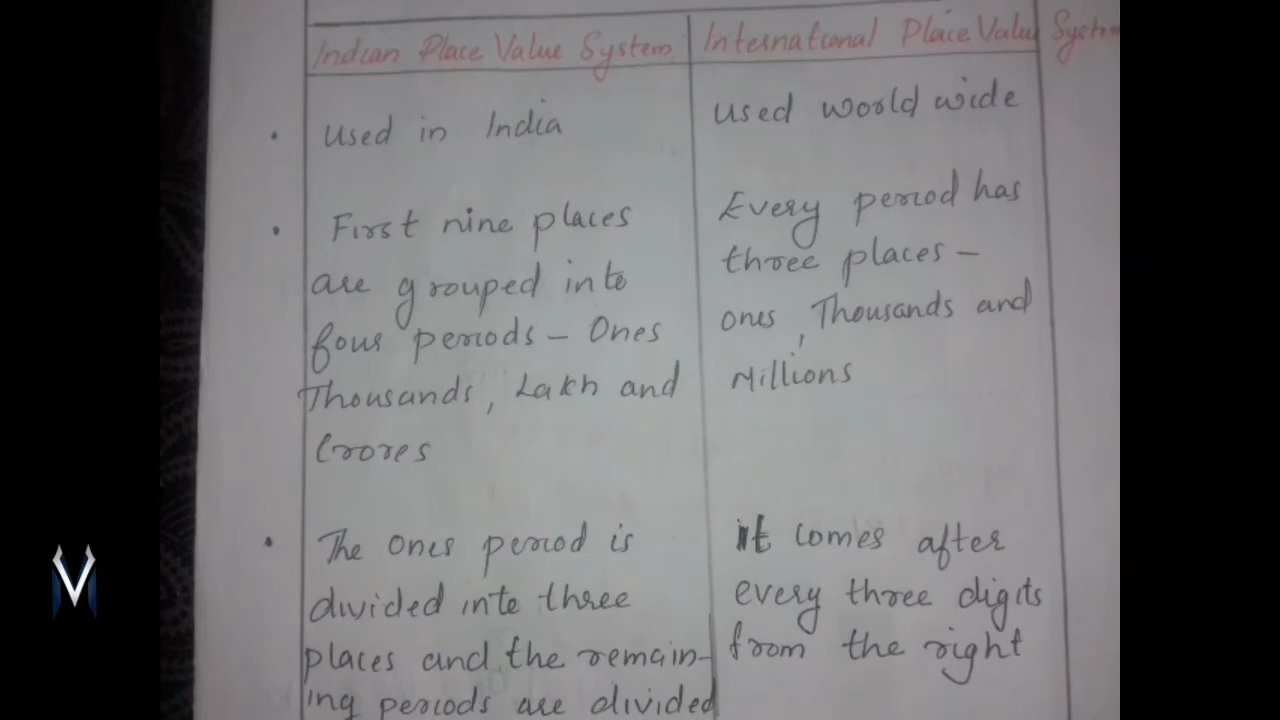 Indian Place Value System
Used in India
First nine places
are grouped into
four periods - Ones
Thousands, Lakh and
Crores
The ones period is
divided into three
places and the remain-
ing periods are divided
International Place Value System
Used world wide
Every period has
three places -
ones, Thousands and
Millions
it comes after
every three digits
from the right